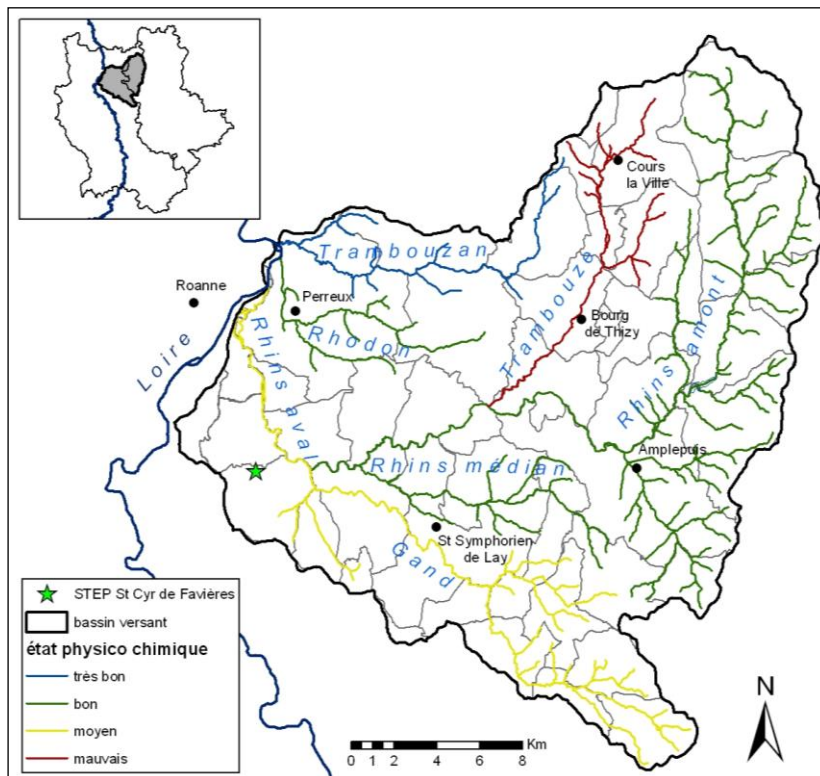 Cours
la Ville
Trambouzan
Roanne
Perreux
Bourg
de Thizy
Trambouze
Rhins amont
Rhodon
Loire
Rhins aval
Rhins médian
Amplepuis
St Symphorien
de Lay
Gand
STEP St Cyr de Favières
bassin versant
état physico chimique
très bon
bon
moyen
mauvais
N
Km
0 1 2 4 6 8